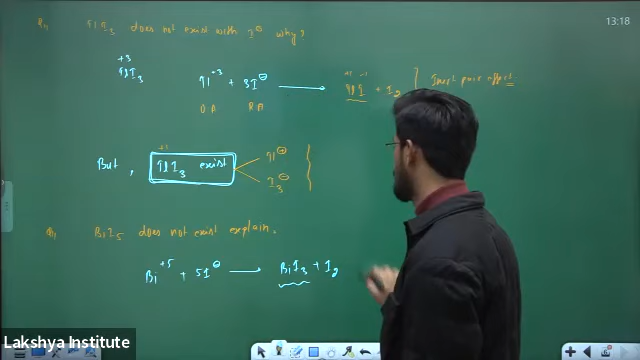 13:18
Q. TlI₃ does not exist with I⊖ why?
+3
TlI₃
Tl⁺³ + 3I⊖ ⟶ TlI + I₂ } Inert pair effect
O.A R.A
But, TlI₃ exist
+1
Tl⊕
I₃⊖
Q. BiI₅ does not exist explain.
Bi⁺⁵ + 5I⊖ ⟶ BiI₃ + I₂
Lakshya Institute